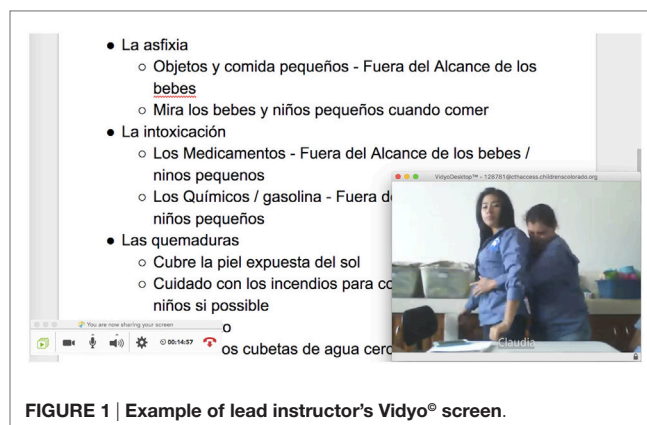 ● La asfixia
○ Objetos y comida pequeños - Fuera del Alcance de los
bebes
○ Mira los bebes y niños pequeños cuando comer
● La intoxicación
○ Los Medicamentos - Fuera del Alcance de los bebes /
ninos pequenos
○ Los Químicos / gasolina - Fuera d
niños pequeños
● Las quemaduras
○ Cubre la piel expuesta del sol
○ Cuidado con los incendios para co
niños si possible
o
os cubetas de agua cerc
VidyoDesktop™ - 128761@cthaccess.childrenscolorado.org
Claudia
You are now sharing your screen
00:14:57
FIGURE 1 | Example of lead instructor's Vidyo© screen.